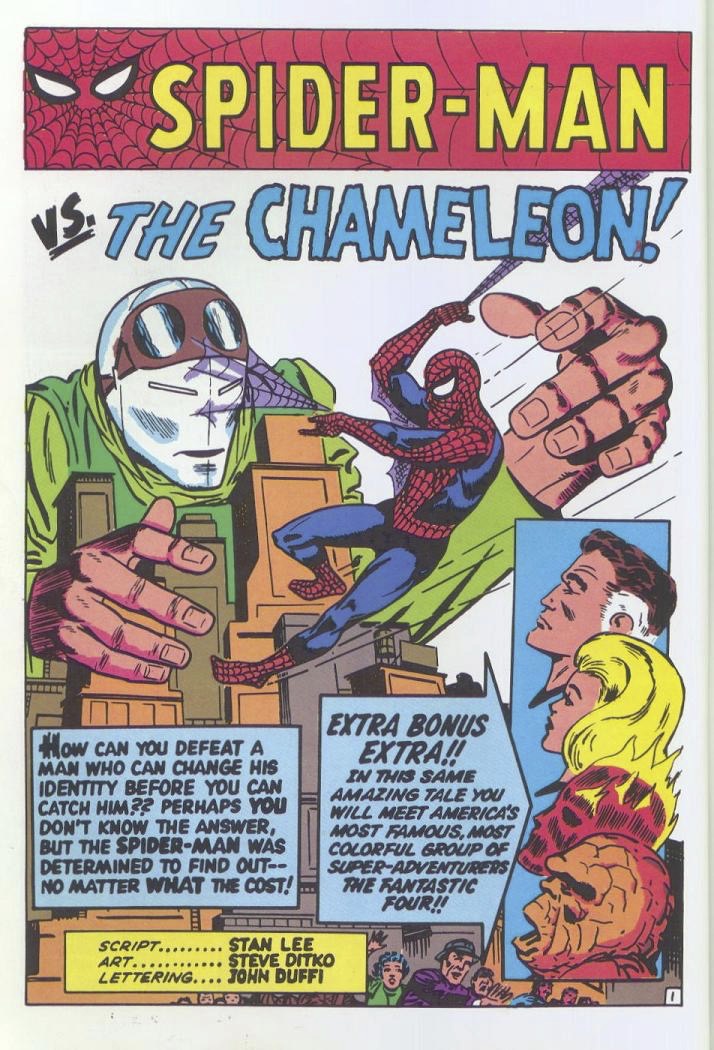 SPIDER-MAN
VS. THE CHAMELEON!
HOW CAN YOU DEFEAT A
MAN WHO CAN CHANGE HIS
IDENTITY BEFORE YOU CAN
CATCH HIM?? PERHAPS YOU
DON'T KNOW THE ANSWER,
BUT THE SPIDER-MAN WAS
DETERMINED TO FIND OUT--
NO MATTER WHAT THE COST!
EXTRA BONUS
EXTRA!!
IN THIS SAME
AMAZING TALE YOU
WILL MEET AMERICA'S
MOST FAMOUS, MOST
COLORFUL GROUP OF
SUPER-ADVENTURERS
THE FANTASTIC
FOUR!!
SCRIPT......... STAN LEE
ART............ STEVE DITKO
LETTERING.... JOHN DUFFI
1